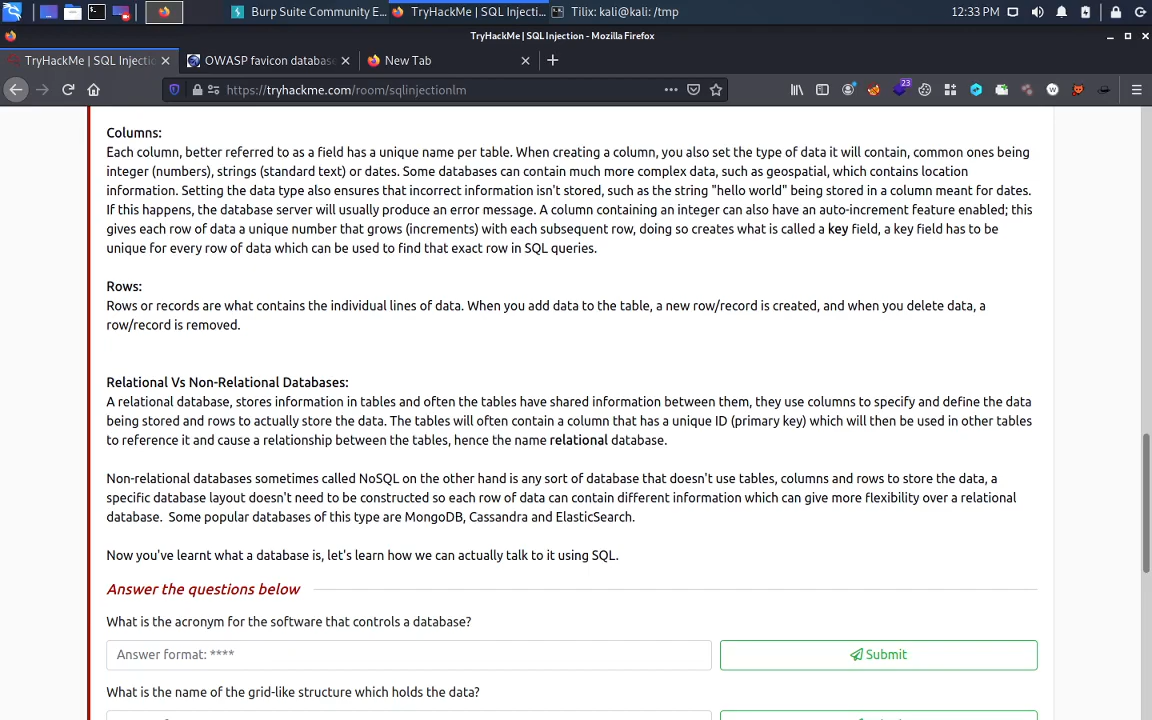 Burp Suite Community E...
TryHackMe | SQL Injecti...
Tilix: kali@kali: /tmp
12:33 PM
TryHackMe | SQL Injection - Mozilla Firefox
TryHackMe | SQL Injectio
OWASP favicon database
New Tab
https://tryhackme.com/room/sqlinjectionlm
23
Columns:
Each column, better referred to as a field has a unique name per table. When creating a column, you also set the type of data it will contain, common ones being
integer (numbers), strings (standard text) or dates. Some databases can contain much more complex data, such as geospatial, which contains location
information. Setting the data type also ensures that incorrect information isn't stored, such as the string "hello world" being stored in a column meant for dates.
If this happens, the database server will usually produce an error message. A column containing an integer can also have an auto-increment feature enabled; this
gives each row of data a unique number that grows (increments) with each subsequent row, doing so creates what is called a key field, a key field has to be
unique for every row of data which can be used to find that exact row in SQL queries.
Rows:
Rows or records are what contains the individual lines of data. When you add data to the table, a new row/record is created, and when you delete data, a
row/record is removed.
Relational Vs Non-Relational Databases:
A relational database, stores information in tables and often the tables have shared information between them, they use columns to specify and define the data
being stored and rows to actually store the data. The tables will often contain a column that has a unique ID (primary key) which will then be used in other tables
to reference it and cause a relationship between the tables, hence the name relational database.
Non-relational databases sometimes called NoSQL on the other hand is any sort of database that doesn't use tables, columns and rows to store the data, a
specific database layout doesn't need to be constructed so each row of data can contain different information which can give more flexibility over a relational
database. Some popular databases of this type are MongoDB, Cassandra and ElasticSearch.
Now you've learnt what a database is, let's learn how we can actually talk to it using SQL.
Answer the questions below
What is the acronym for the software that controls a database?
Answer format: ****
Submit
What is the name of the grid-like structure which holds the data?